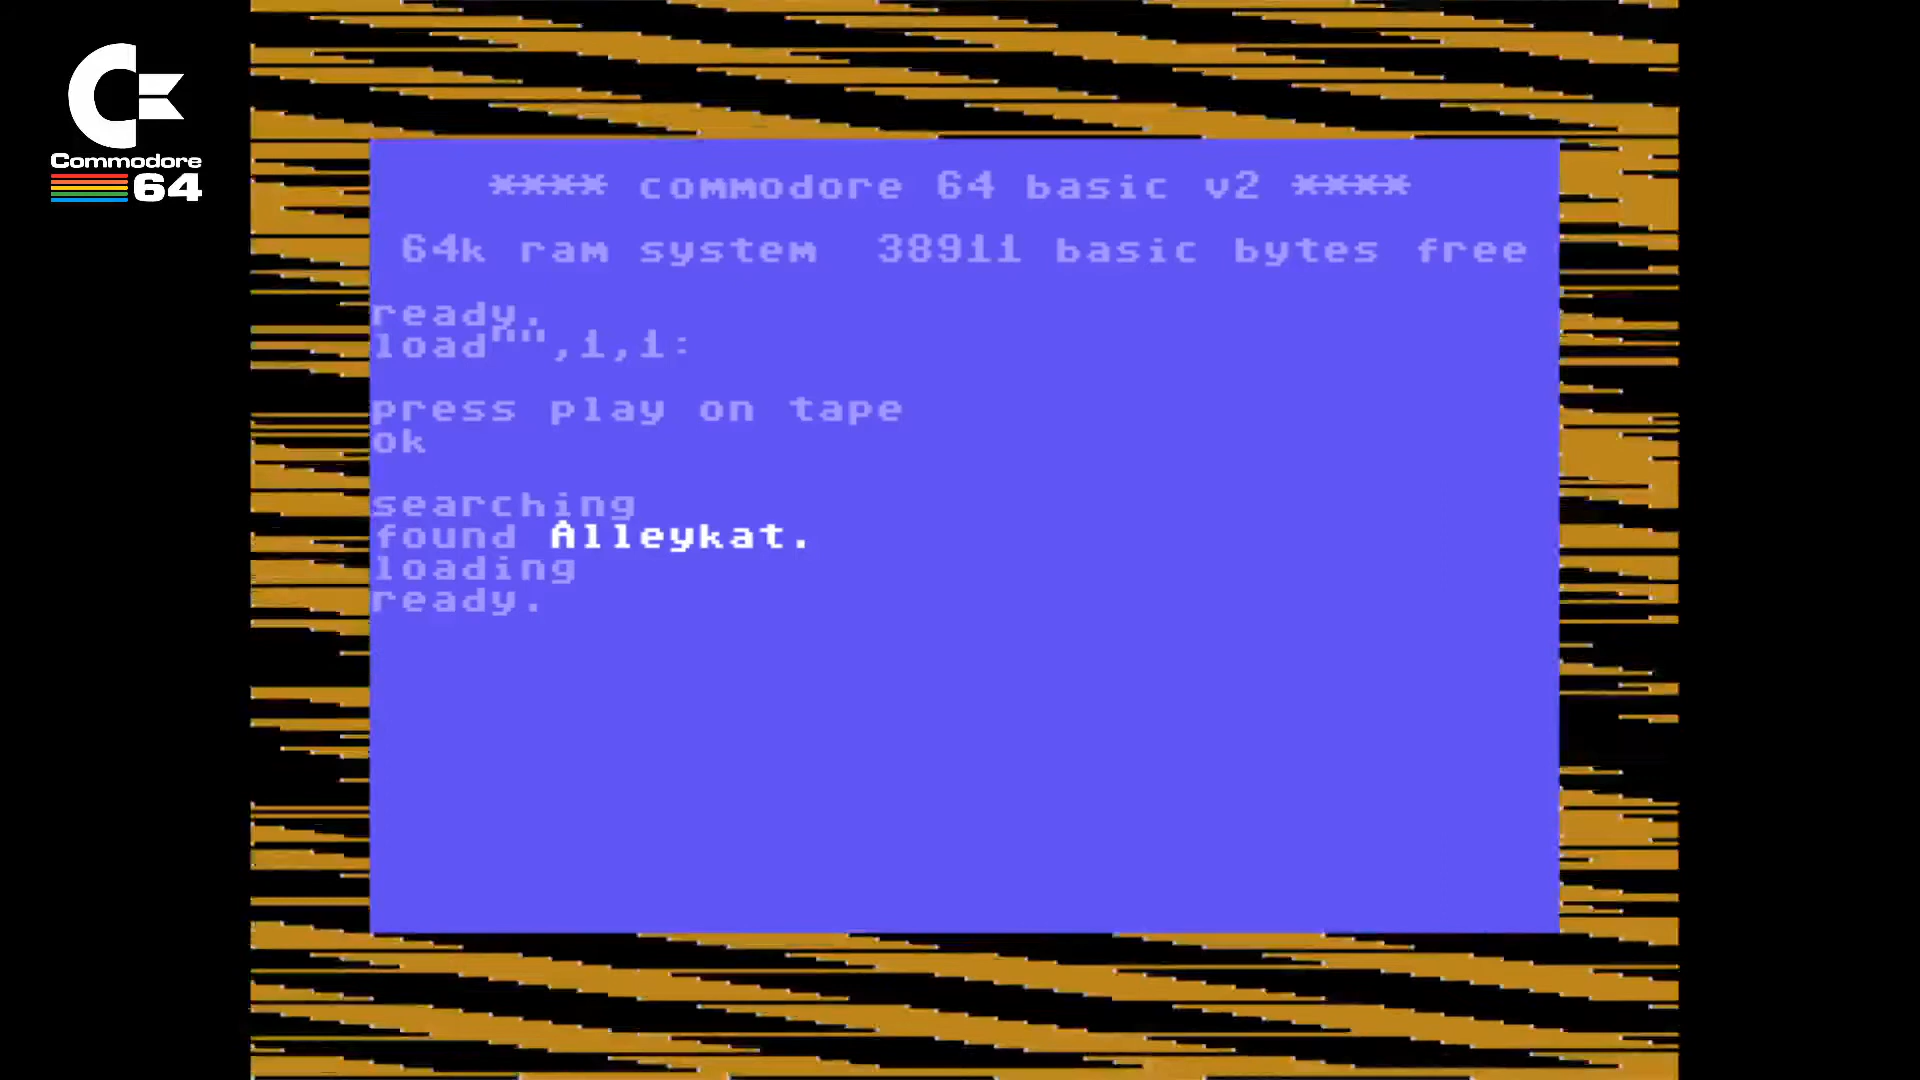 Commodore
64
**** commodore 64 basic v2 ****
64k ram system  38911 basic bytes free
ready.
load"",1,1:
press play on tape
ok
searching
found Alleykat.
loading
ready.